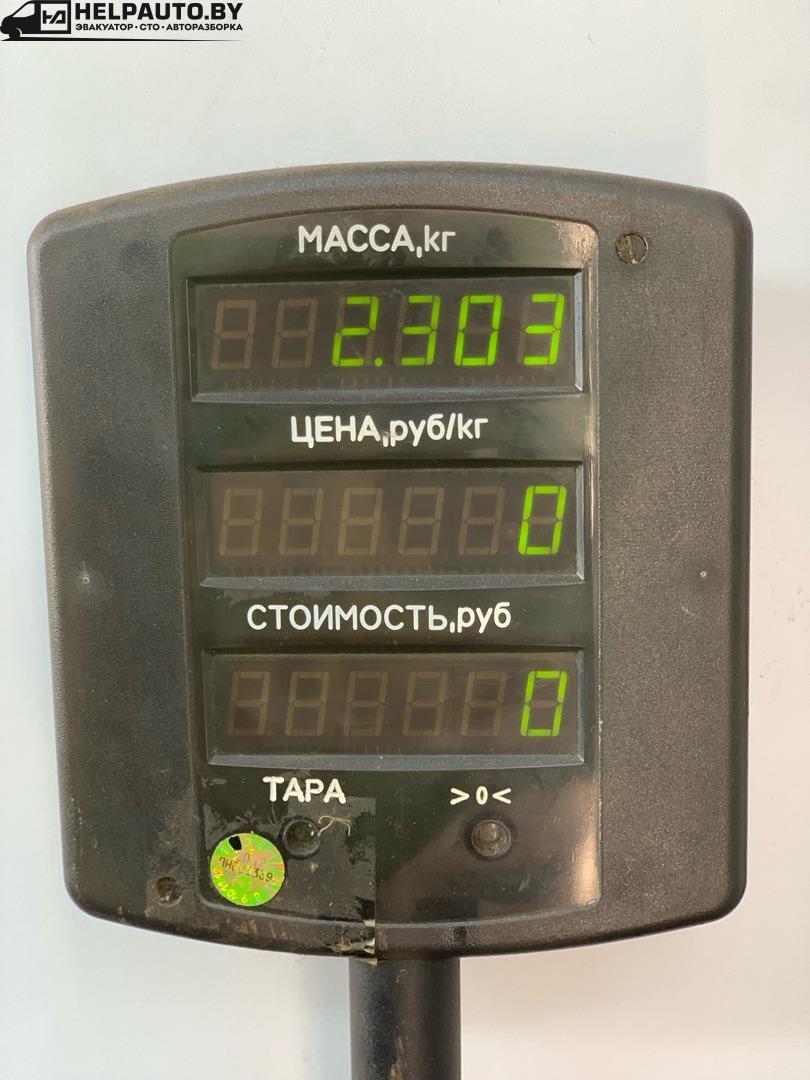 HELPAUTO.BY
ЭВАКУАТОР • СТО • АВТОРАЗБОРКА
МАССА,кг
2.303
ЦЕНА,руб/кг
0
СТОИМОСТЬ,руб
0
ТАРА >0<